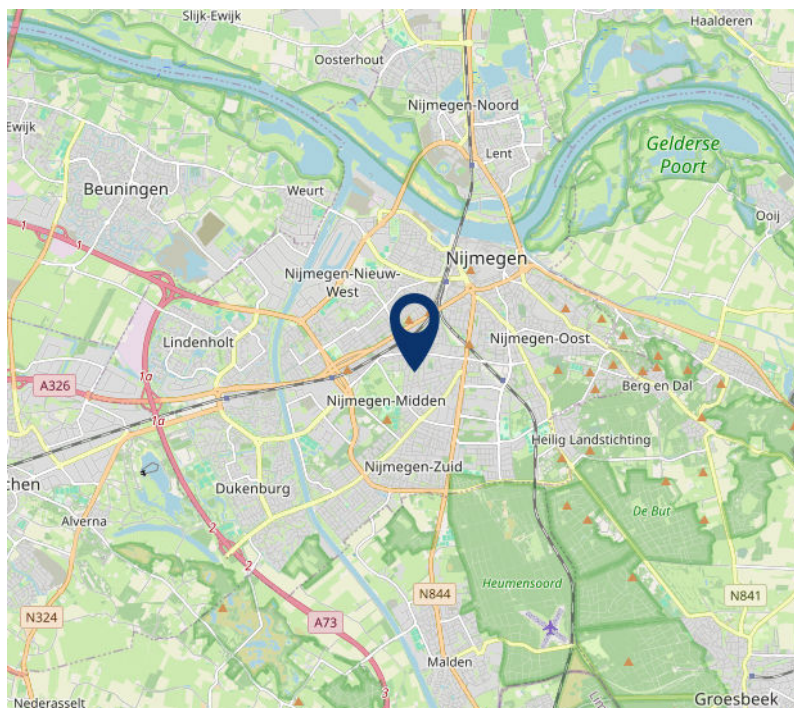 Slijk-Ewijk
Haalderen
Oosterhout
Nijmegen-Noord
Ewijk
Lent
Gelderse
Poort
Beuningen
Weurt
Ooij
1
1
Nijmegen
Nijmegen-Nieuw-
West
Lindenholt
Nijmegen-Oost
1a
A326
Berg en Dal
Nijmegen-Midden
1a
Heilig Landstichting
Nijmegen-Zuid
chen
Dukenburg
De But
Alverna
2
2
Heumensoord
N844
N841
N324
A73
Malden
3
Nederasselt
Groesbeek